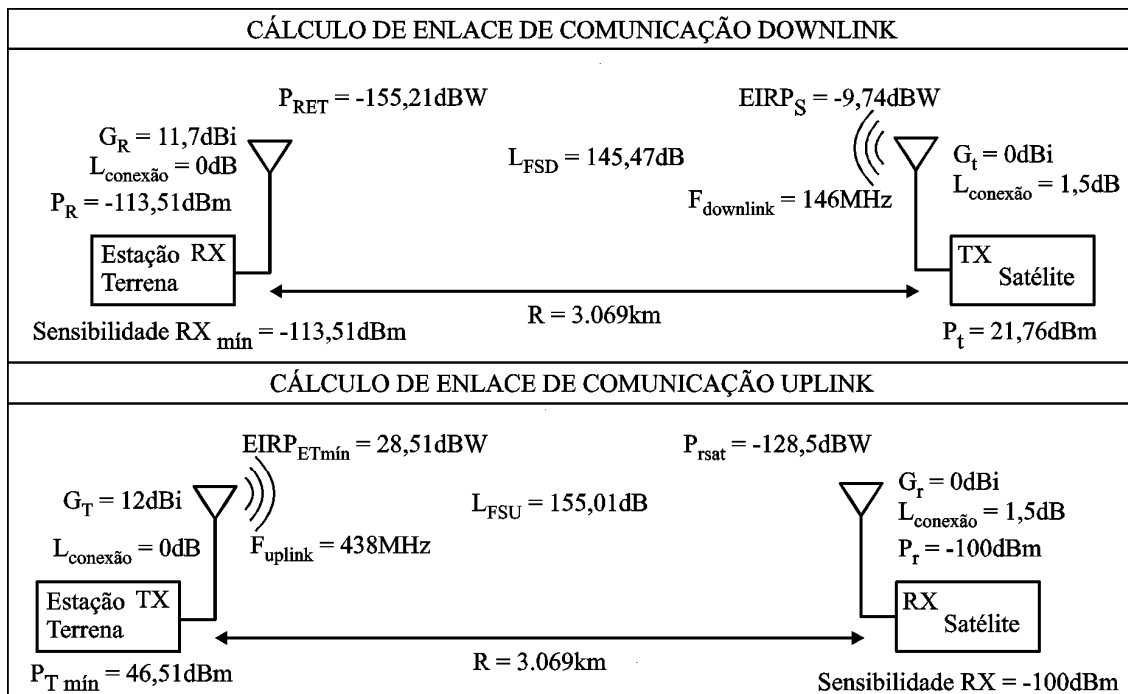 CÁLCULO DE ENLACE DE COMUNICAÇÃO DOWNLINK
P_RET = -155,21dBW
EIRP_S = -9,74dBW
G_R = 11,7dBi
L_conexão = 0dB
P_R = -113,51dBm
L_FSD = 145,47dB
F_downlink = 146MHz
G_t = 0dBi
L_conexão = 1,5dB
Estação RX
Terrena
TX
Satélite
R = 3.069km
Sensibilidade RX_mín = -113,51dBm
P_t = 21,76dBm
CÁLCULO DE ENLACE DE COMUNICAÇÃO UPLINK
EIRP_ETmín = 28,51dBW
P_rsat = -128,5dBW
G_T = 12dBi
L_FSU = 155,01dB
G_r = 0dBi
L_conexão = 1,5dB
P_r = -100dBm
L_conexão = 0dB
F_uplink = 438MHz
Estação TX
Terrena
RX
Satélite
R = 3.069km
P_T mín = 46,51dBm
Sensibilidade RX = -100dBm